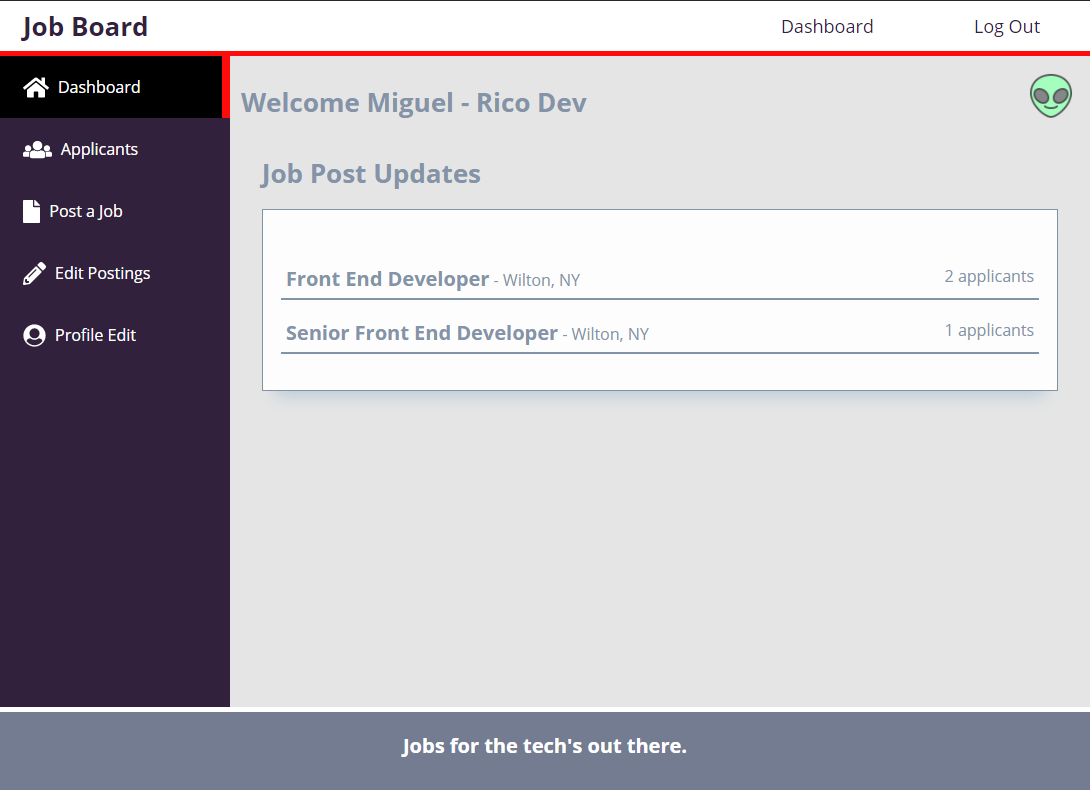 Job Board
Dashboard
Log Out
Dashboard
Applicants
Post a Job
Edit Postings
Profile Edit
Welcome Miguel - Rico Dev
Job Post Updates
Front End Developer - Wilton, NY 2 applicants
Senior Front End Developer - Wilton, NY 1 applicants
Jobs for the tech's out there.